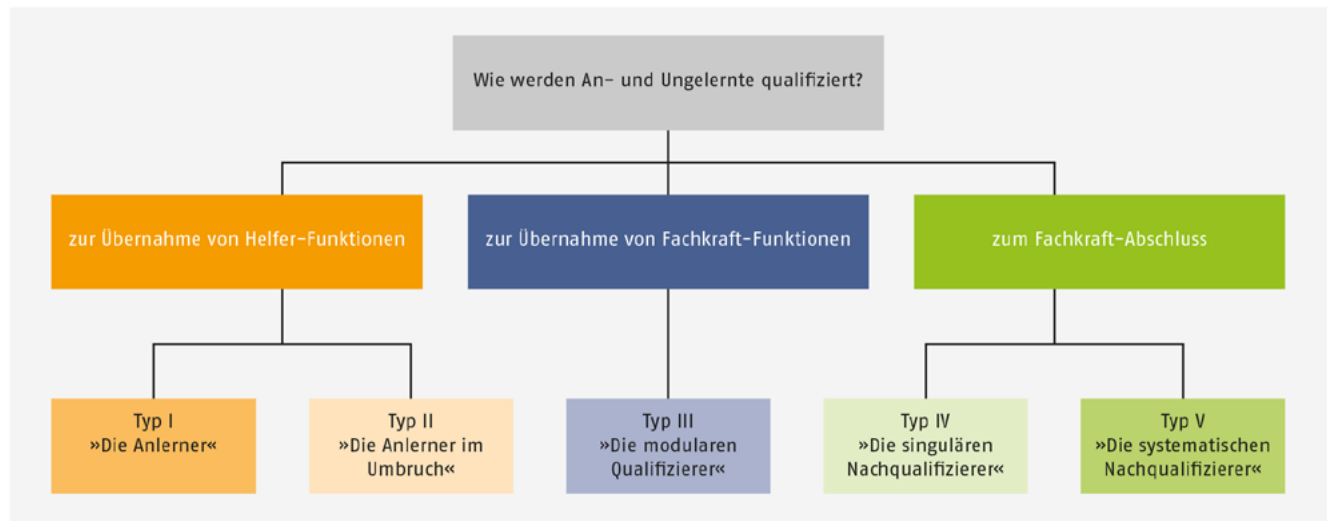 Wie werden An- und Ungelernte qualifiziert?
zur Übernahme von Helfer-Funktionen
zur Übernahme von Fachkraft-Funktionen
zum Fachkraft-Abschluss
Typ I
»Die Anlerner«
Typ II
»Die Anlerner im
Umbruch«
Typ III
»Die modularen
Qualifizierer«
Typ IV
»Die singulären
Nachqualifizierer«
Typ V
»Die systematischen
Nachqualifizierer«